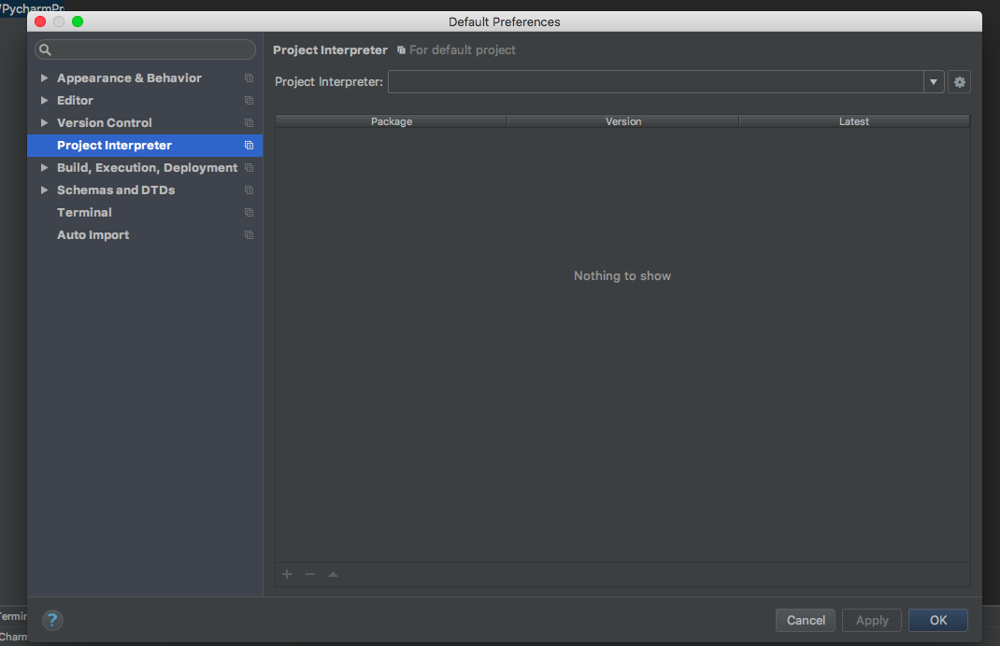 /PycharmPr
Default Preferences
Appearance & Behavior
Editor
Version Control
Project Interpreter
Build, Execution, Deployment
Schemas and DTDs
Terminal
Auto Import
Project Interpreter For default project
Project Interpreter:
Package Version Latest
Nothing to show
?
Cancel Apply OK
Termin
Charm